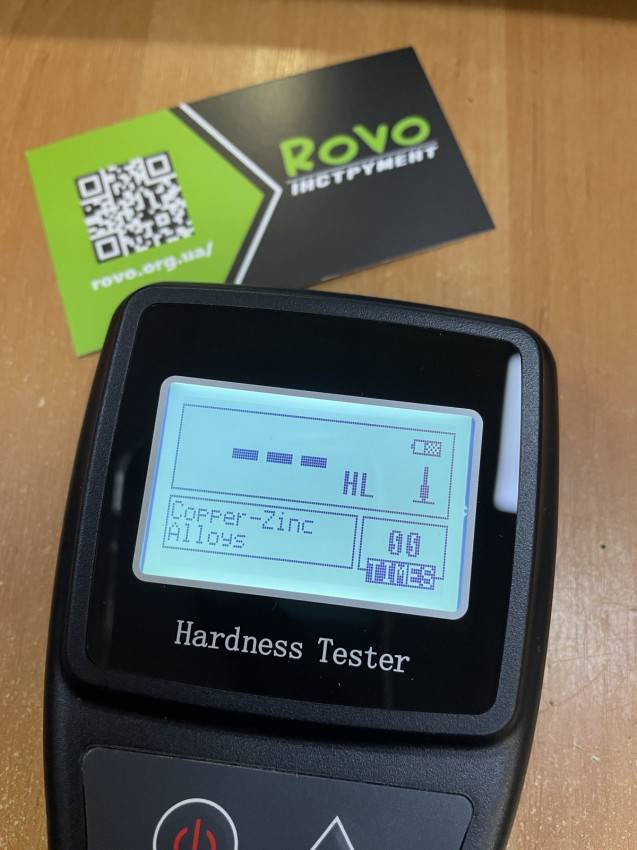 ROVO
ІНСТРУМЕНТ
rovo.org.ua/
--- HL
Copper-Zinc
Alloys
00
TIMES
Hardness Tester